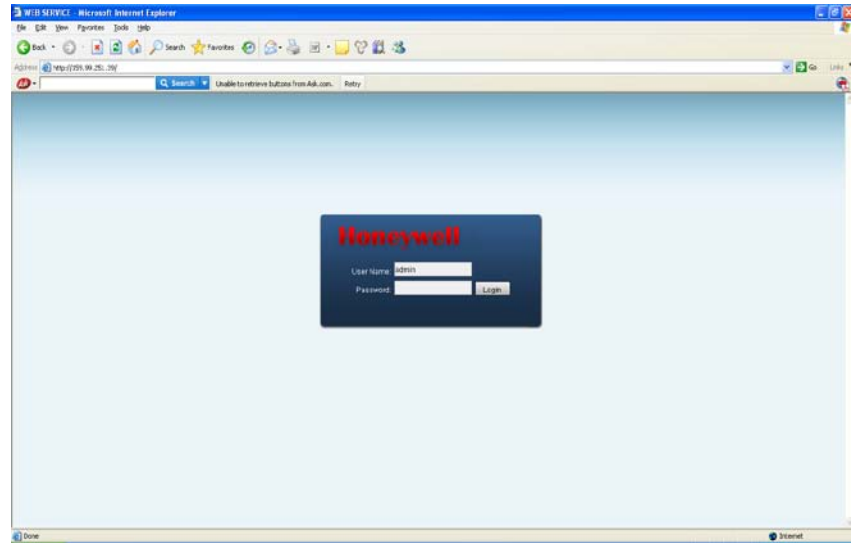 WEB SERVICE - Microsoft Internet Explorer
File Edit View Favorites Tools Help
Back Search Favorites
Address Go Links
Search Unable to retrieve buttons from Ask.com. Retry
Honeywell
User Name: admin
Password: Login
Done Internet